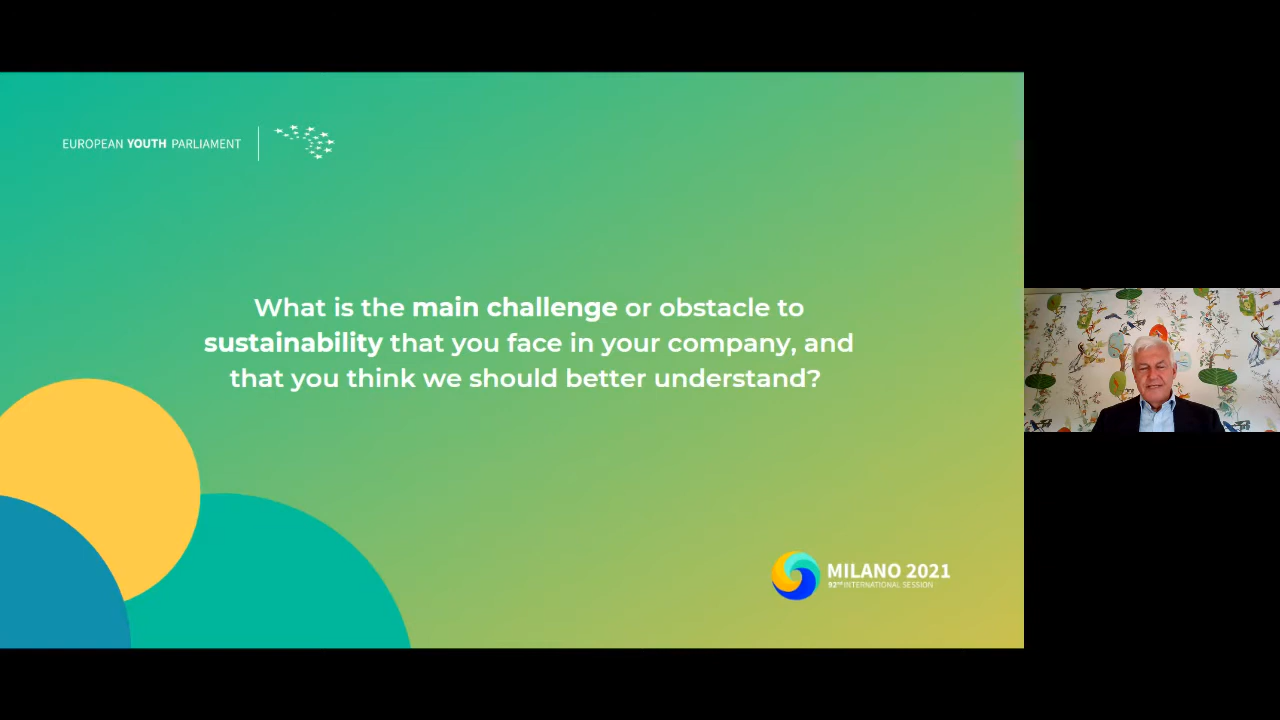 EUROPEAN YOUTH PARLIAMENT
What is the main challenge or obstacle to
sustainability that you face in your company, and
that you think we should better understand?
MILANO 2021
92ND INTERNATIONAL SESSION